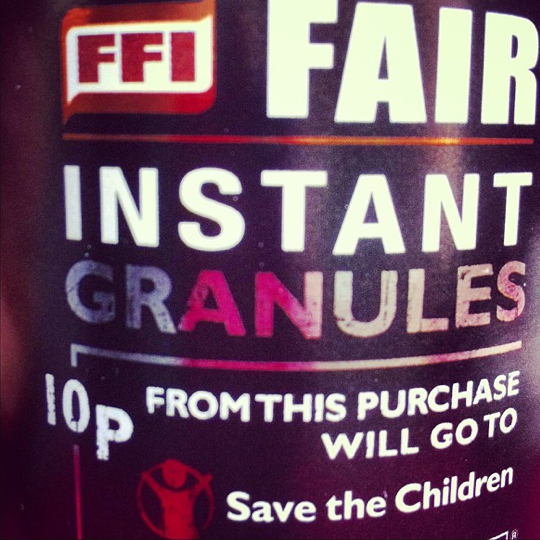 FFI FAIR
INSTANT
GRANULES
10P FROM THIS PURCHASE
WILL GO TO
Save the Children